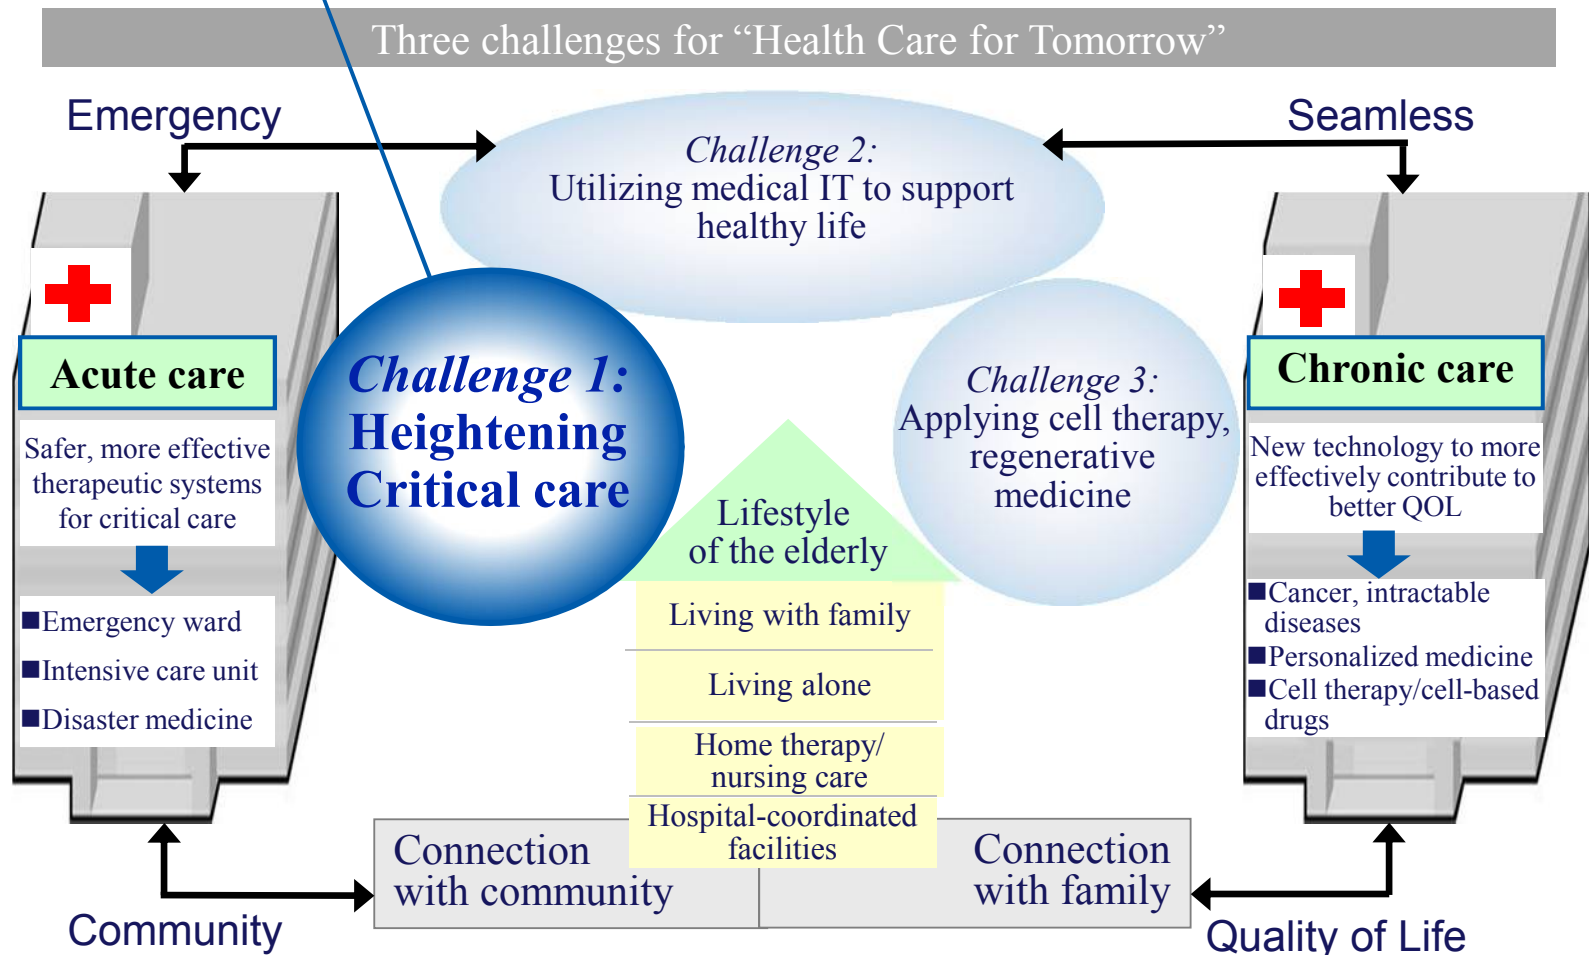 Three challenges for “Health Care for Tomorrow”
Emergency
Seamless
Challenge 2:
Utilizing medical IT to support
healthy life
Acute care
Safer, more effective
therapeutic systems
for critical care
■Emergency ward
■Intensive care unit
■Disaster medicine
Challenge 1:
Heightening
Critical care
Challenge 3:
Applying cell therapy,
regenerative
medicine
Chronic care
New technology to more
effectively contribute to
better QOL
■Cancer, intractable
diseases
■Personalized medicine
■Cell therapy/cell-based
drugs
Lifestyle
of the elderly
Living with family
Living alone
Home therapy/
nursing care
Hospital-coordinated
facilities
Connection
with community
Connection
with family
Community
Quality of Life